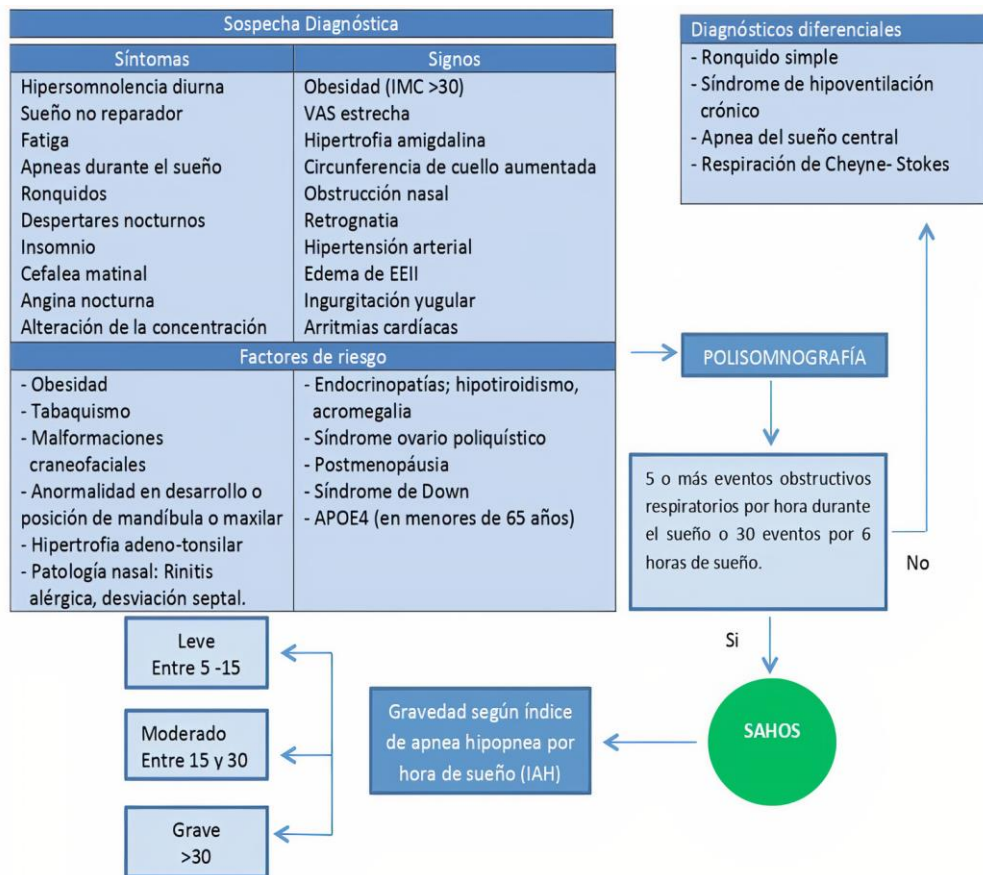 Sospecha Diagnóstica
Síntomas
Hipersomnolencia diurna
Sueño no reparador
Fatiga
Apneas durante el sueño
Ronquidos
Despertares nocturnos
Insomnio
Cefalea matinal
Angina nocturna
Alteración de la concentración
Signos
Obesidad (IMC >30)
VAS estrecha
Hipertrofia amigdalina
Circunferencia de cuello aumentada
Obstrucción nasal
Retrognatia
Hipertensión arterial
Edema de EEII
Ingurgitación yugular
Arritmias cardíacas
Factores de riesgo
- Obesidad
- Tabaquismo
- Malformaciones
craneofaciales
- Anormalidad en desarrollo o
posición de mandíbula o maxilar
- Hipertrofia adeno-tonsilar
- Patología nasal: Rinitis
alérgica, desviación septal.
- Endocrinopatías; hipotiroidismo,
acromegalia
- Síndrome ovario poliquístico
- Postmenopáusia
- Síndrome de Down
- APOE4 (en menores de 65 años)
Diagnósticos diferenciales
- Ronquido simple
- Síndrome de hipoventilación
crónico
- Apnea del sueño central
- Respiración de Cheyne- Stokes
POLISOMNOGRAFÍA
5 o más eventos obstructivos
respiratorios por hora durante
el sueño o 30 eventos por 6
horas de sueño.
No
Si
SAHOS
Gravedad según índice
de apnea hipopnea por
hora de sueño (IAH)
Leve
Entre 5 -15
Moderado
Entre 15 y 30
Grave
>30